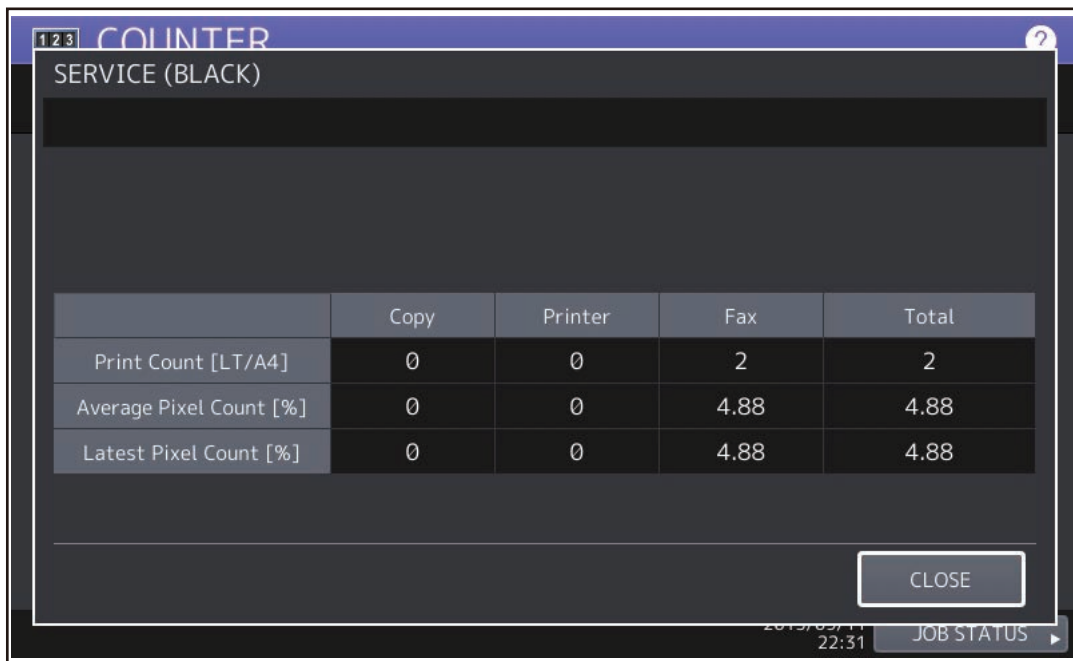 123 COUNTER ?
SERVICE (BLACK)
Copy Printer Fax Total
Print Count [LT/A4] 0 0 2 2
Average Pixel Count [%] 0 0 4.88 4.88
Latest Pixel Count [%] 0 0 4.88 4.88
CLOSE
22:31 JOB STATUS